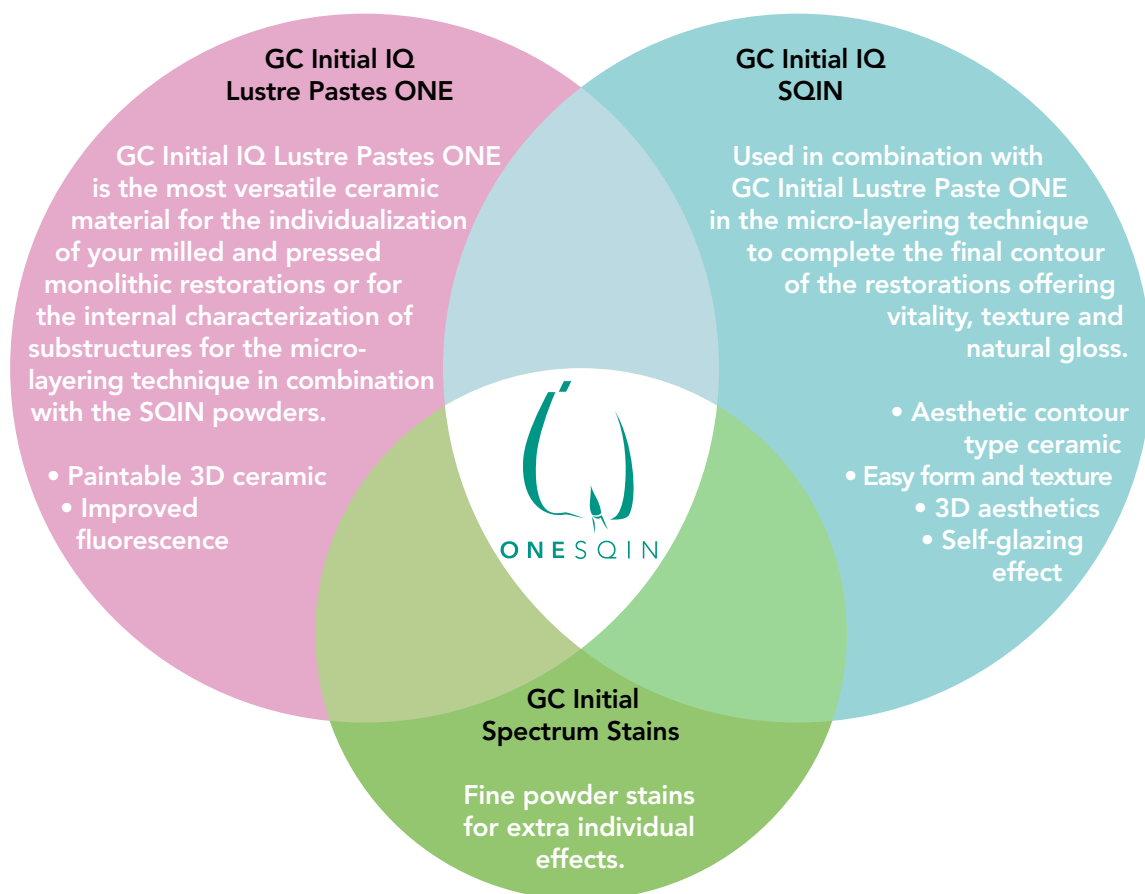 GC Initial IQ
Lustre Pastes ONE
GC Initial IQ Lustre Pastes ONE
is the most versatile ceramic
material for the individualization
of your milled and pressed
monolithic restorations or for
the internal characterization of
substructures for the micro-
layering technique in combination
with the SQIN powders.
• Paintable 3D ceramic
• Improved
fluorescence
GC Initial IQ
SQIN
Used in combination with
GC Initial Lustre Paste ONE
in the micro-layering technique
to complete the final contour
of the restorations offering
vitality, texture and
natural gloss.
• Aesthetic contour
type ceramic
• Easy form and texture
• 3D aesthetics
• Self-glazing
effect
ONESQIN
GC Initial
Spectrum Stains
Fine powder stains
for extra individual
effects.